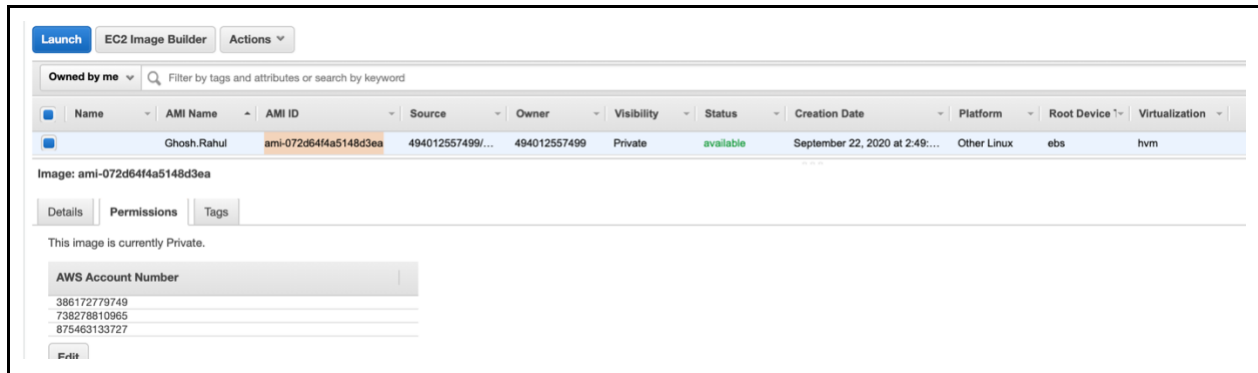 Launch EC2 Image Builder Actions
Owned by me Filter by tags and attributes or search by keyword
Name AMI Name AMI ID Source Owner Visibility Status Creation Date Platform Root Device Virtualization
Ghosh.Rahul ami-072d64f4a5148d3ea 494012557499/... 494012557499 Private available September 22, 2020 at 2:49:... Other Linux ebs hvm
Image: ami-072d64f4a5148d3ea
Details Permissions Tags
This image is currently Private.
AWS Account Number
386172779749
738278810965
875463133727
Edit